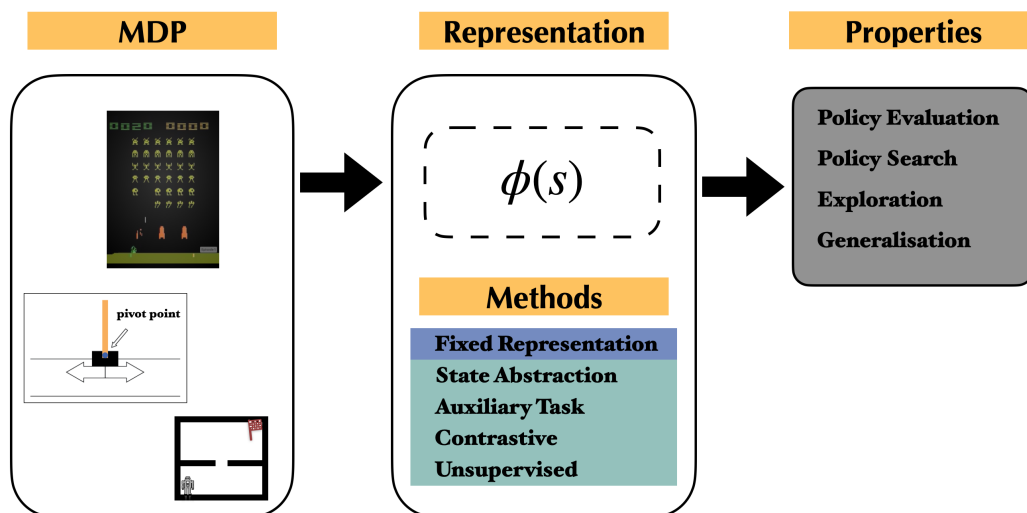 MDP
Representation
Properties
pivot point
ϕ(s)
Methods
Fixed Representation
State Abstraction
Auxiliary Task
Contrastive
Unsupervised
Policy Evaluation
Policy Search
Exploration
Generalisation